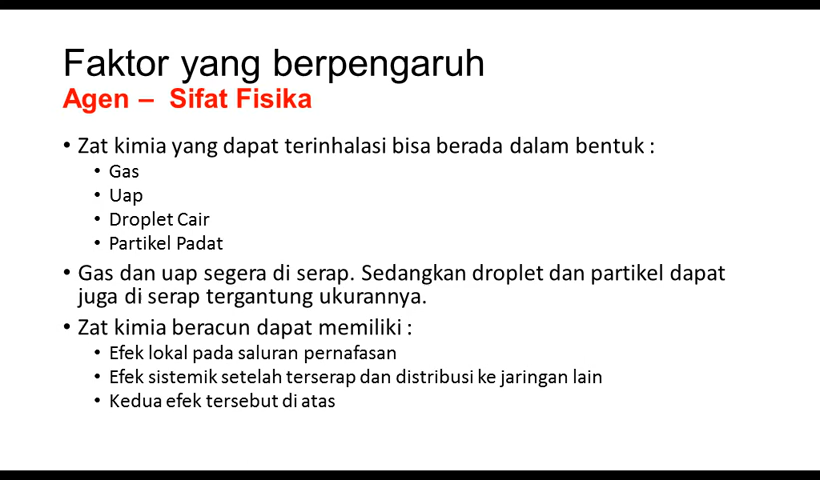 Faktor yang berpengaruh
Agen – Sifat Fisika
• Zat kimia yang dapat terinhalasi bisa berada dalam bentuk :
• Gas
• Uap
• Droplet Cair
• Partikel Padat
• Gas dan uap segera di serap. Sedangkan droplet dan partikel dapat
juga di serap tergantung ukurannya.
• Zat kimia beracun dapat memiliki :
• Efek lokal pada saluran pernafasan
• Efek sistemik setelah terserap dan distribusi ke jaringan lain
• Kedua efek tersebut di atas